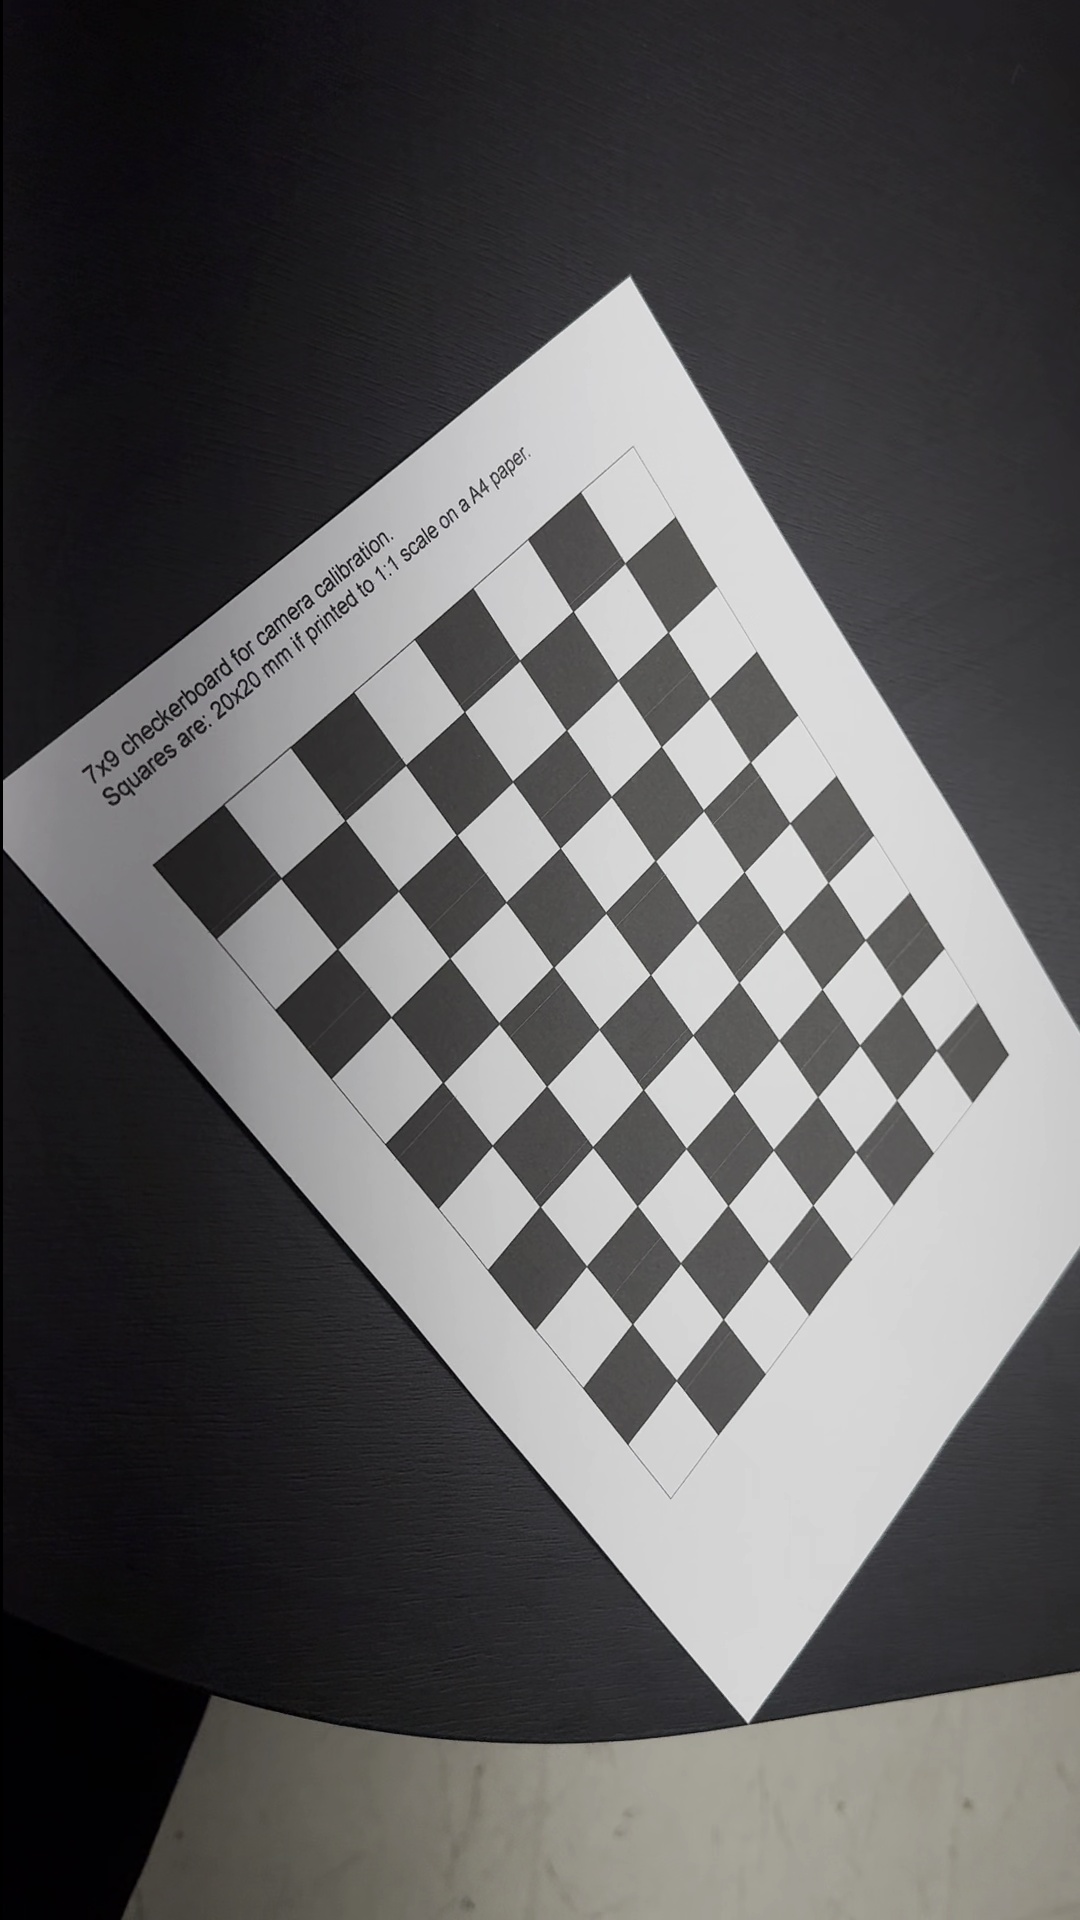 7x9 checkerboard for camera calibration.
Squares are: 20x20 mm if printed to 1:1 scale on a A4 paper.